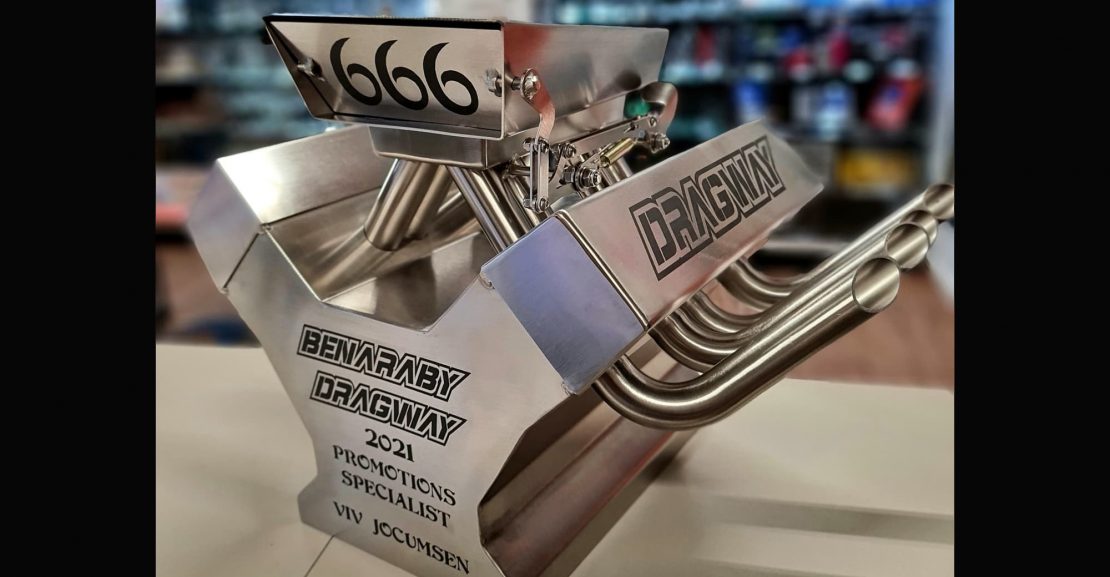 666
DRAGWAY
BENARABY
DRAGWAY
2021
PROMOTIONS
SPECIALIST
VIV JOCUMSEN